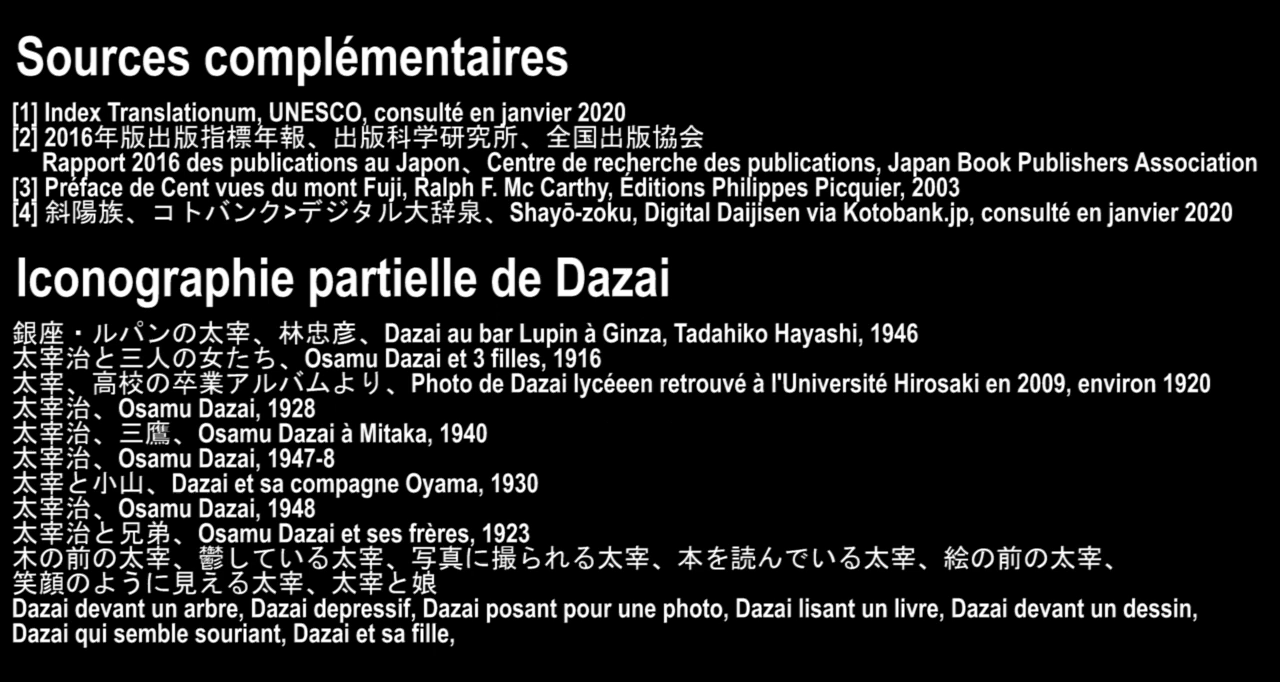 Sources complémentaires
[1] Index Translationum, UNESCO, consulté en janvier 2020
[2] 2016年版出版指標年報、出版科学研究所、全国出版協会
Rapport 2016 des publications au Japon、Centre de recherche des publications, Japan Book Publishers Association
[3] Préface de Cent vues du mont Fuji, Ralph F. Mc Carthy, Éditions Philippes Picquier, 2003
[4] 斜陽族、コトバンク>デジタル大辞泉、Shayō-zoku, Digital Daijisen via Kotobank.jp, consulté en janvier 2020
Iconographie partielle de Dazai
銀座・ルパンの太宰、林忠彦、Dazai au bar Lupin à Ginza, Tadahiko Hayashi, 1946
太宰治と三人の女たち、Osamu Dazai et 3 filles, 1916
太宰、高校の卒業アルバムより、Photo de Dazai lycéeen retrouvé à l'Université Hirosaki en 2009, environ 1920
太宰治、Osamu Dazai, 1928
太宰治、三鷹、Osamu Dazai à Mitaka, 1940
太宰治、Osamu Dazai, 1947-8
太宰と小山、Dazai et sa compagne Oyama, 1930
太宰治、Osamu Dazai, 1948
太宰治と兄弟、Osamu Dazai et ses frères, 1923
木の前の太宰、鬱している太宰、写真に撮られる太宰、本を読んでいる太宰、絵の前の太宰、
笑顔のように見える太宰、太宰と娘
Dazai devant un arbre, Dazai depressif, Dazai posant pour une photo, Dazai lisant un livre, Dazai devant un dessin,
Dazai qui semble souriant, Dazai et sa fille,